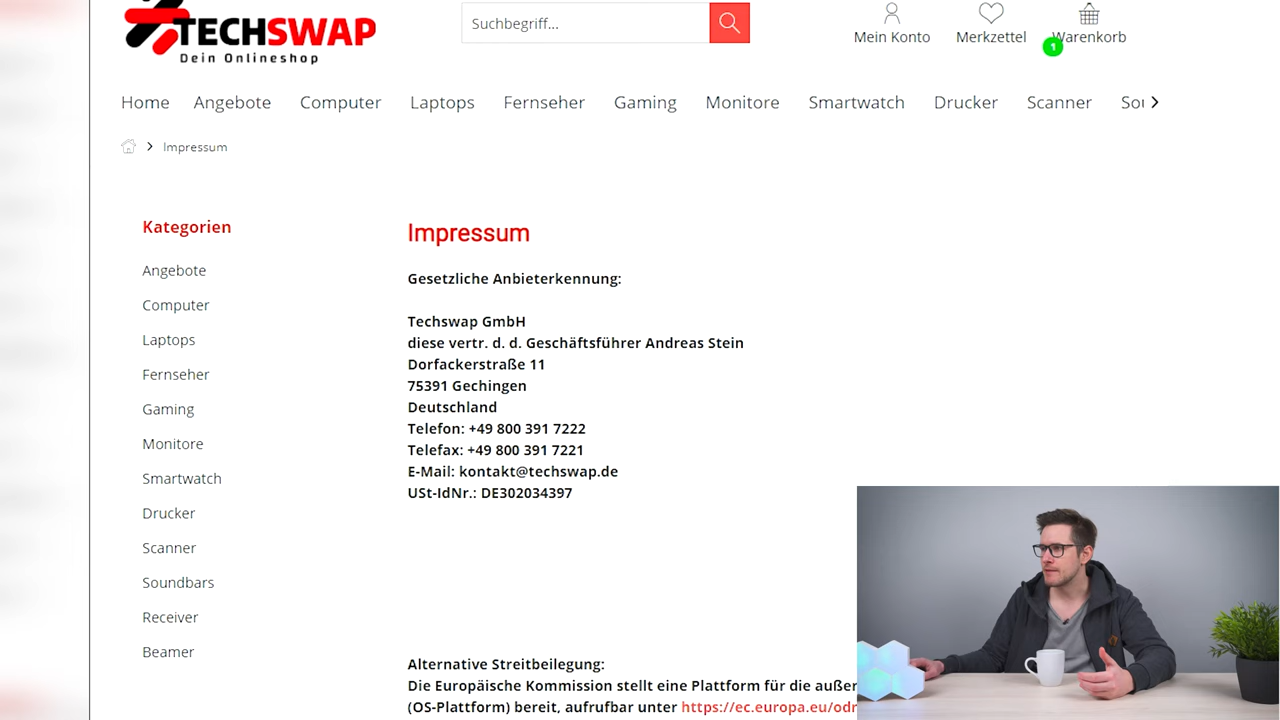 TECHSWAP
Dein Onlineshop
Suchbegriff...
Mein Konto
Merkzettel
1
Warenkorb
Home
Angebote
Computer
Laptops
Fernseher
Gaming
Monitore
Smartwatch
Drucker
Scanner
Sou
Impressum
Kategorien
Angebote
Computer
Laptops
Fernseher
Gaming
Monitore
Smartwatch
Drucker
Scanner
Soundbars
Receiver
Beamer
Impressum
Gesetzliche Anbieterkennung:
Techswap GmbH
diese vertr. d. d. Geschäftsführer Andreas Stein
Dorfackerstraße 11
75391 Gechingen
Deutschland
Telefon: +49 800 391 7222
Telefax: +49 800 391 7221
E-Mail: kontakt@techswap.de
USt-IdNr.: DE302034397
Alternative Streitbeilegung:
Die Europäische Kommission stellt eine Plattform für die außer
(OS-Plattform) bereit, aufrufbar unter https://ec.europa.eu/odr